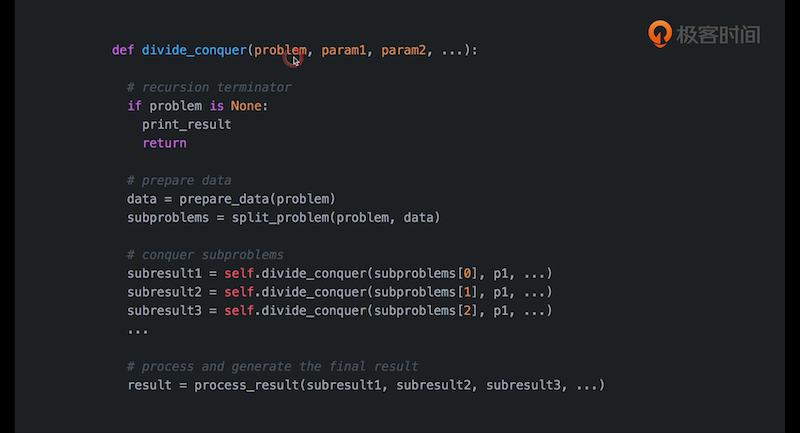 极客时间
def divide_conquer(problem, param1, param2, ...):
# recursion terminator
if problem is None:
print_result
return
# prepare data
data = prepare_data(problem)
subproblems = split_problem(problem, data)
# conquer subproblems
subresult1 = self.divide_conquer(subproblems[0], p1, ...)
subresult2 = self.divide_conquer(subproblems[1], p1, ...)
subresult3 = self.divide_conquer(subproblems[2], p1, ...)
...
# process and generate the final result
result = process_result(subresult1, subresult2, subresult3, ...)